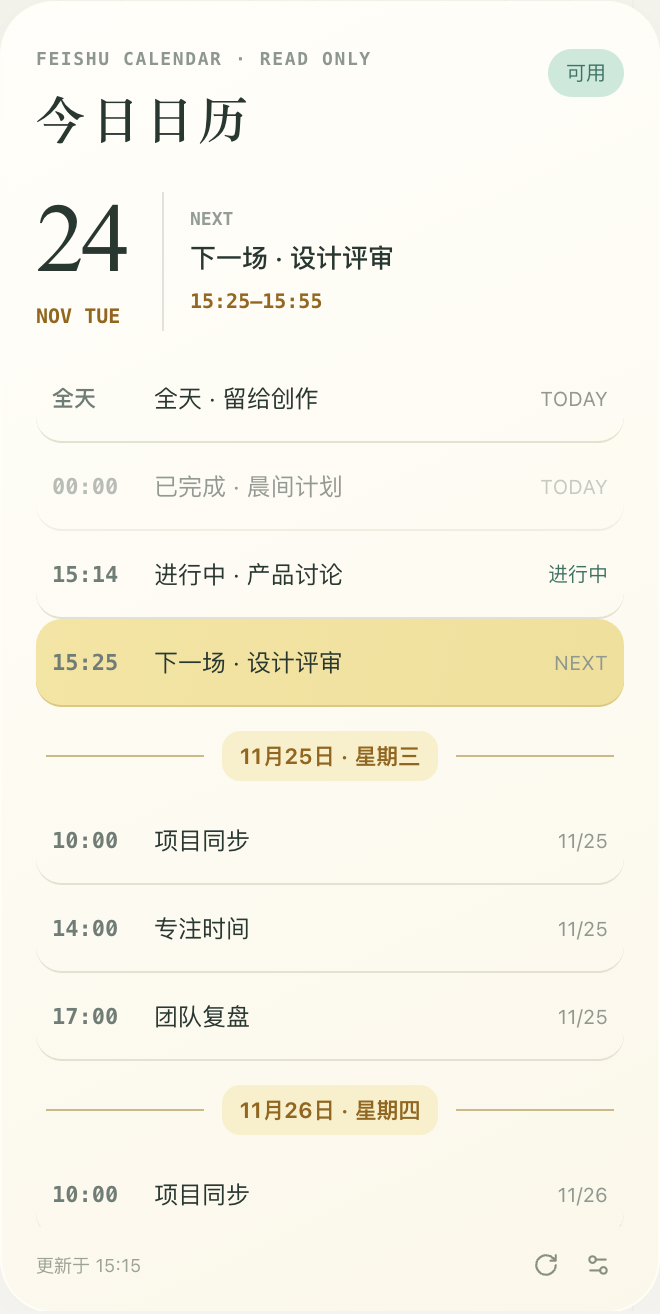 FEISHU CALENDAR · READ ONLY
可用
今日日历
24
NOV TUE
NEXT
下一场 · 设计评审
15:25—15:55
全天 全天 · 留给创作 TODAY
00:00 已完成 · 晨间计划 TODAY
15:14 进行中 · 产品讨论 进行中
15:25 下一场 · 设计评审 NEXT
11月25日 · 星期三
10:00 项目同步 11/25
14:00 专注时间 11/25
17:00 团队复盘 11/25
11月26日 · 星期四
10:00 项目同步 11/26
更新于 15:15